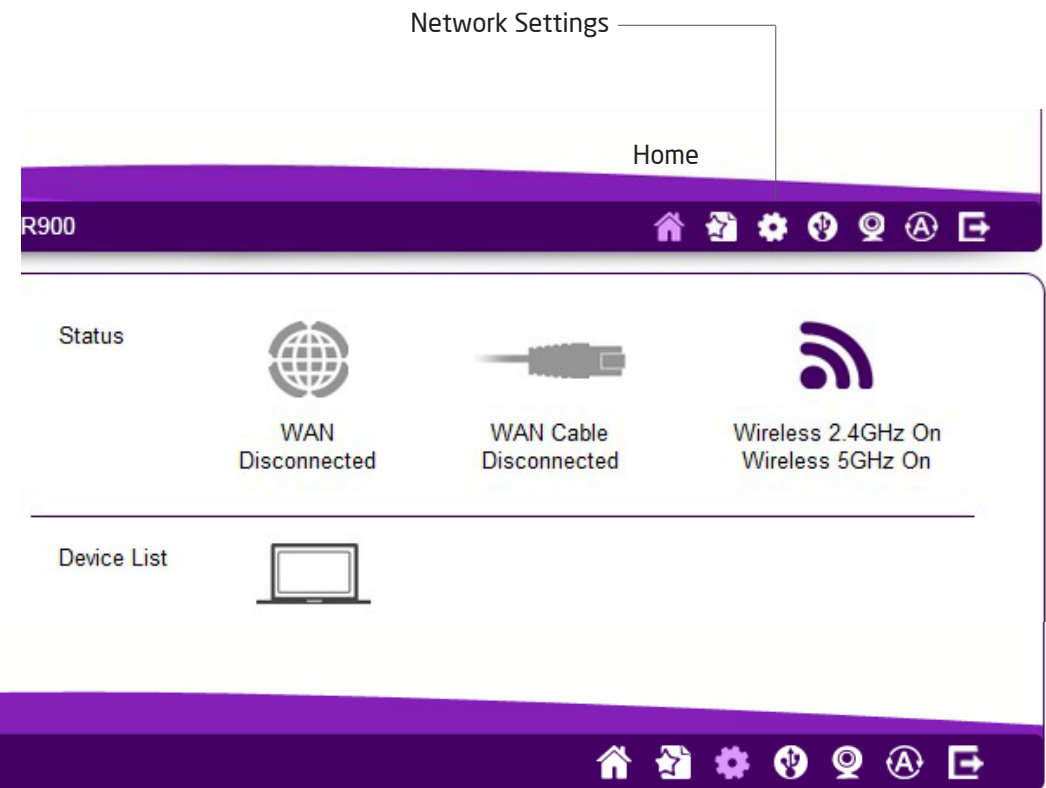 Network Settings
Home
R900
Status
WAN
Disconnected
WAN Cable
Disconnected
Wireless 2.4GHz On
Wireless 5GHz On
Device List